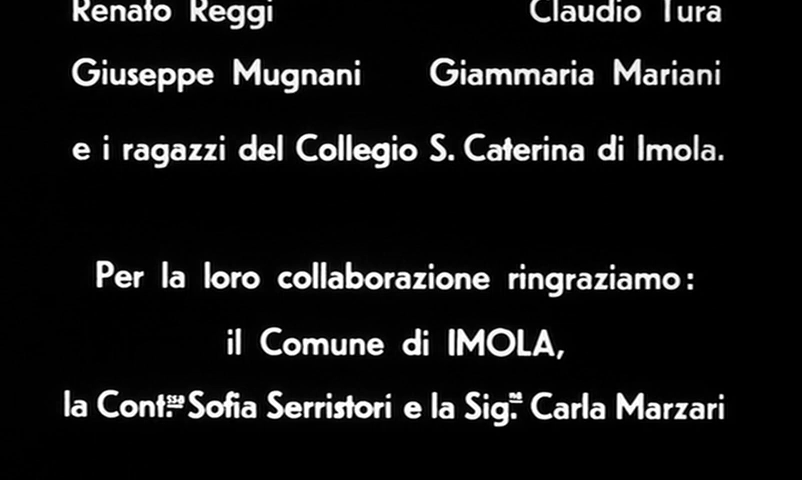 Renato Reggi Claudio Tura
Giuseppe Mugnani Giammaria Mariani
e i ragazzi del Collegio S. Caterina di Imola.
Per la loro collaborazione ringraziamo:
il Comune di IMOLA,
la Cont.ssa Sofia Serristori e la Sig.na Carla Marzari